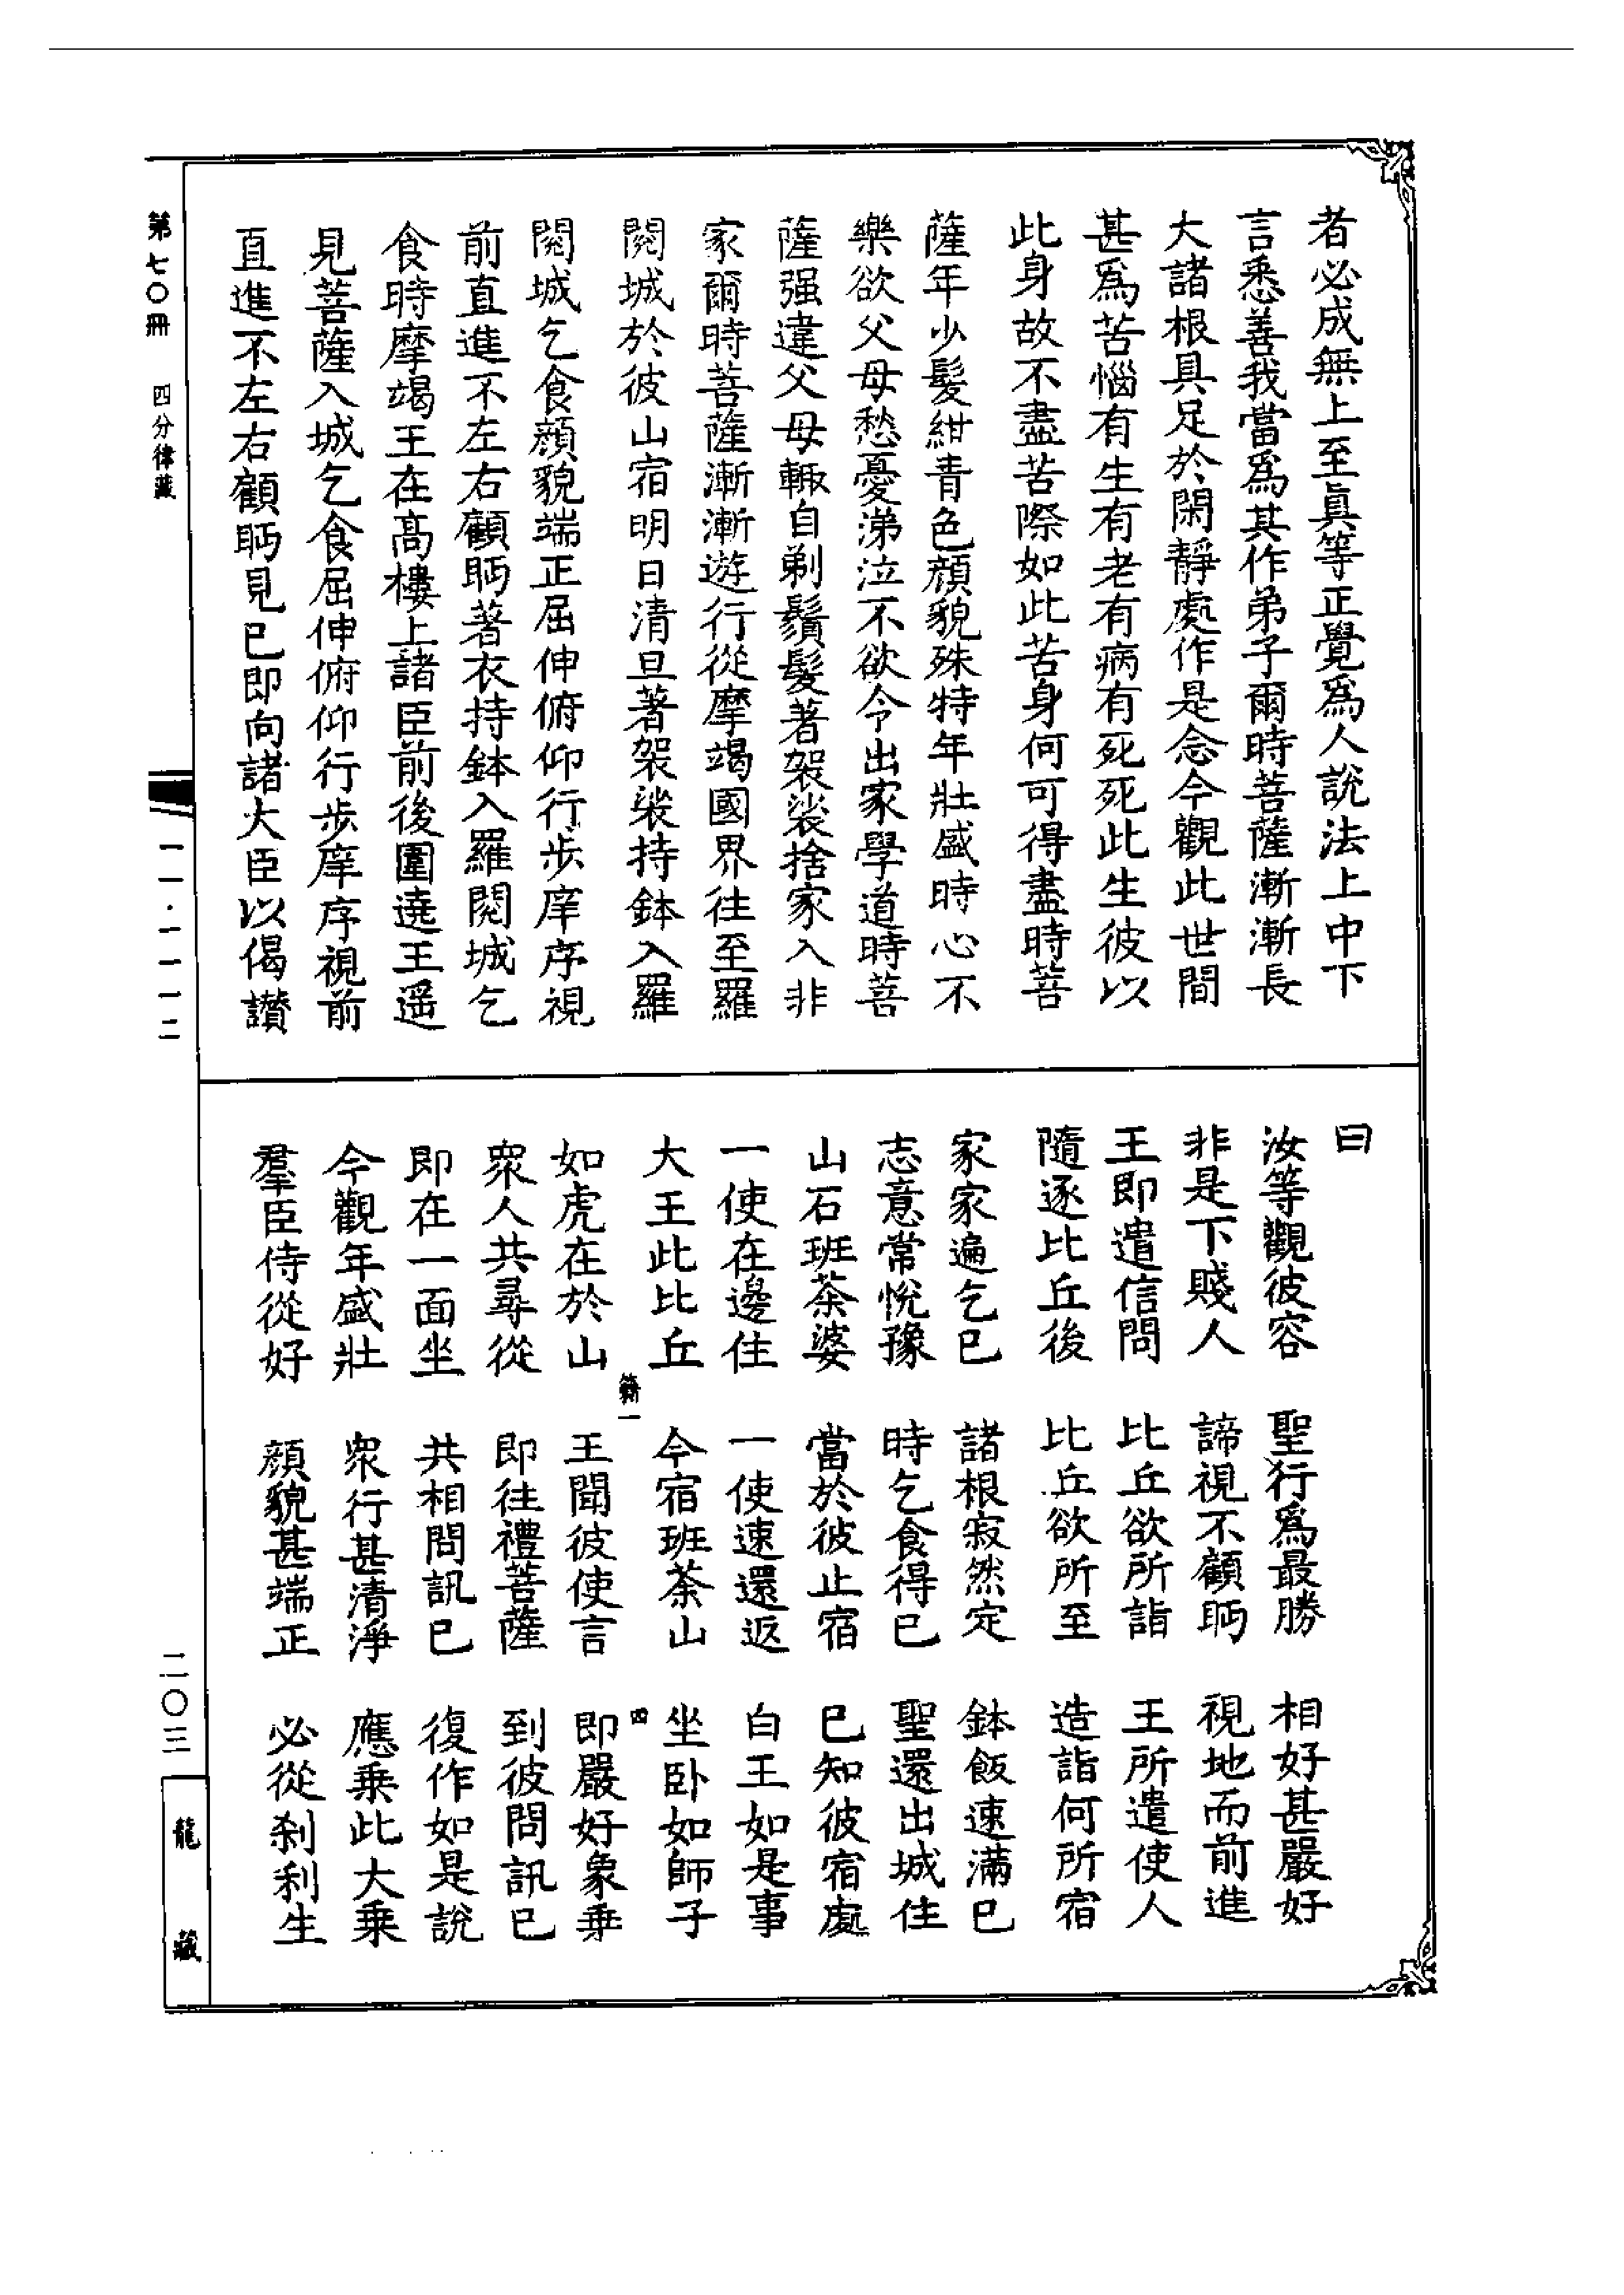 者必成無上至眞等正覺爲人說法上中下
言悉善我當爲其作弟子爾時菩薩漸漸長
大諸根具足於閑靜處作是念今觀此世間
甚爲苦惱有生有老有病有死死此生彼以
此身故不盡苦際如此苦身何可得盡時菩
薩年少髮紺青色顏貌殊特年壯盛時心不
樂欲父母愁憂涕泣不欲令出家學道時菩
薩强違父母輙自剃鬚髮著袈裟捨家入非
家爾時菩薩漸漸遊行從摩竭國界往至羅
閱城於彼山宿明日清旦著袈裟持鉢入羅
閱城乞食顏貌端正屈伸俯仰行步庠序視
前直進不左右顧眄著衣持鉢入羅閱城乞
食時摩竭王在高樓上諸臣前後圍遶王遥
見菩薩入城乞食屈伸俯仰行步庠序視前
直進不左右顧眄見已即向諸大臣以偈讃
曰
汝等觀彼容　聖行爲最勝　相好甚嚴好
非是下賤人　諦視不顧眄　視地而前進
王即遣信問　比丘欲所詣　王所遣使人
隨逐比丘後　比丘欲所至　造詣何所宿
家家遍乞已　諸根寂然定　鉢飯速滿已
志意常悅豫　時乞食得已　聖還出城住
山石班茶婆　當於彼止宿　已知彼宿處
一使在邊住　一使速還返　白王如是事
大王此比丘　今宿班茶山　坐卧如師子
如虎在於山　王聞彼使言　即嚴好象乗
衆人共尋從　即往禮菩薩　到彼問訊已
即在一面坐　共相問訊已　復作如是說
今觀年盛壯　衆行甚清淨　應乗此大乗
羣臣侍從好　顏貌甚端正　必從刹利生
四
第七〇冊　四分律藏
一一·一一一二
二〇三
龍藏